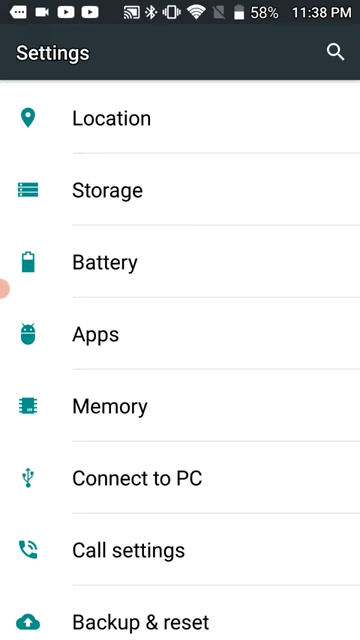 58% 11:38 PM
Settings
Location
Storage
Battery
Apps
Memory
Connect to PC
Call settings
Backup & reset